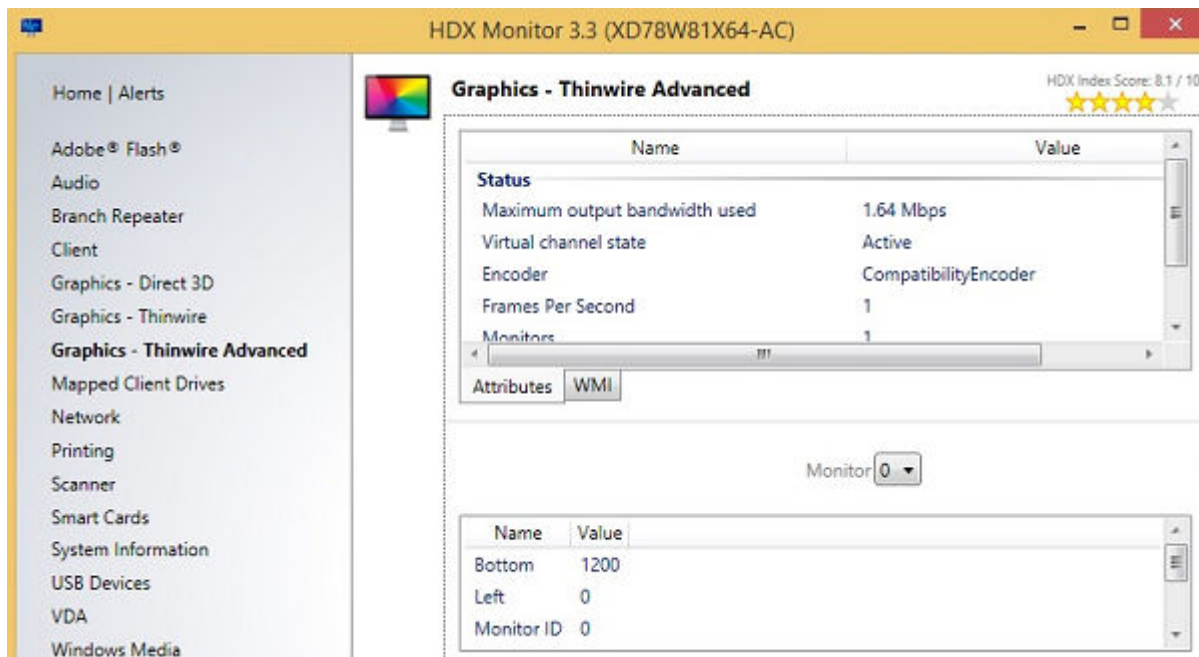 HDX Monitor 3.3 (XD78W81X64-AC)
Home | Alerts
Adobe® Flash®
Audio
Branch Repeater
Client
Graphics - Direct 3D
Graphics - Thinwire
Graphics - Thinwire Advanced
Mapped Client Drives
Network
Printing
Scanner
Smart Cards
System Information
USB Devices
VDA
Windows Media
Graphics - Thinwire Advanced
HDX Index Score: 8.1 / 10
Name Value
Status
Maximum output bandwidth used 1.64 Mbps
Virtual channel state Active
Encoder CompatibilityEncoder
Frames Per Second 1
Monitors 1
Attributes WMI
Monitor 0
Name Value
Bottom 1200
Left 0
Monitor ID 0